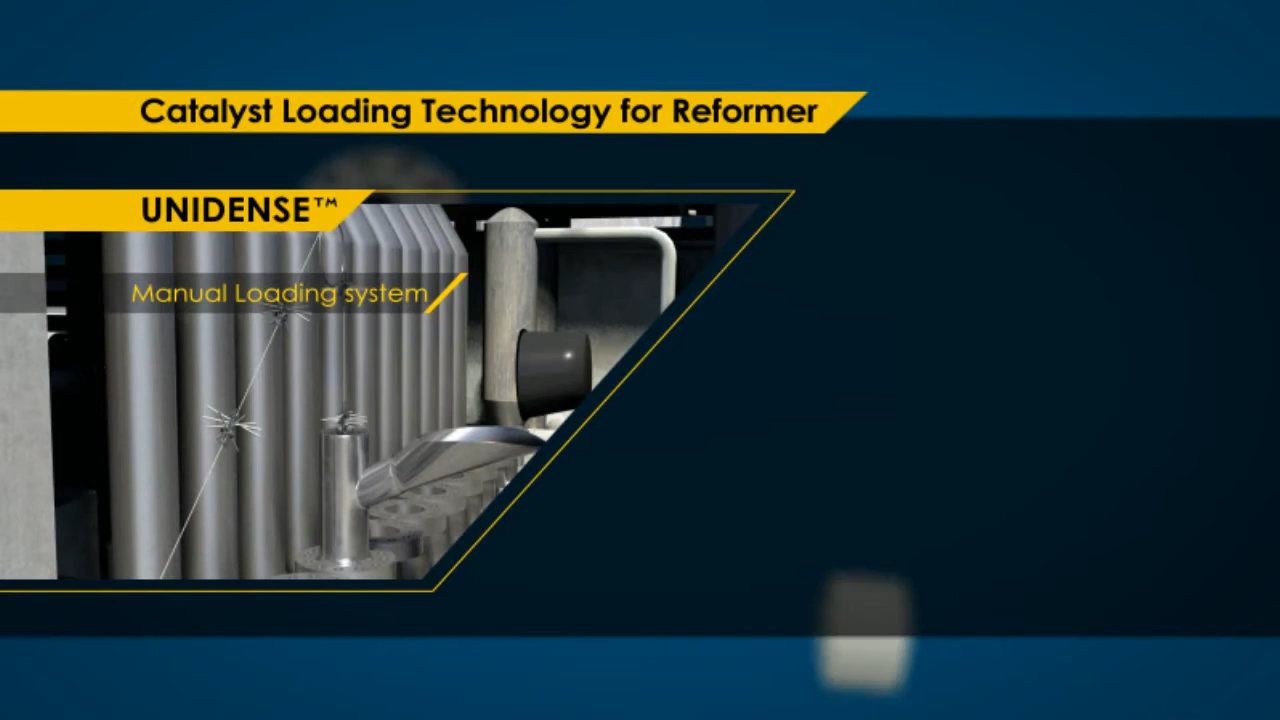 Catalyst Loading Technology for Reformer
UNIDENSE™
Manual Loading system